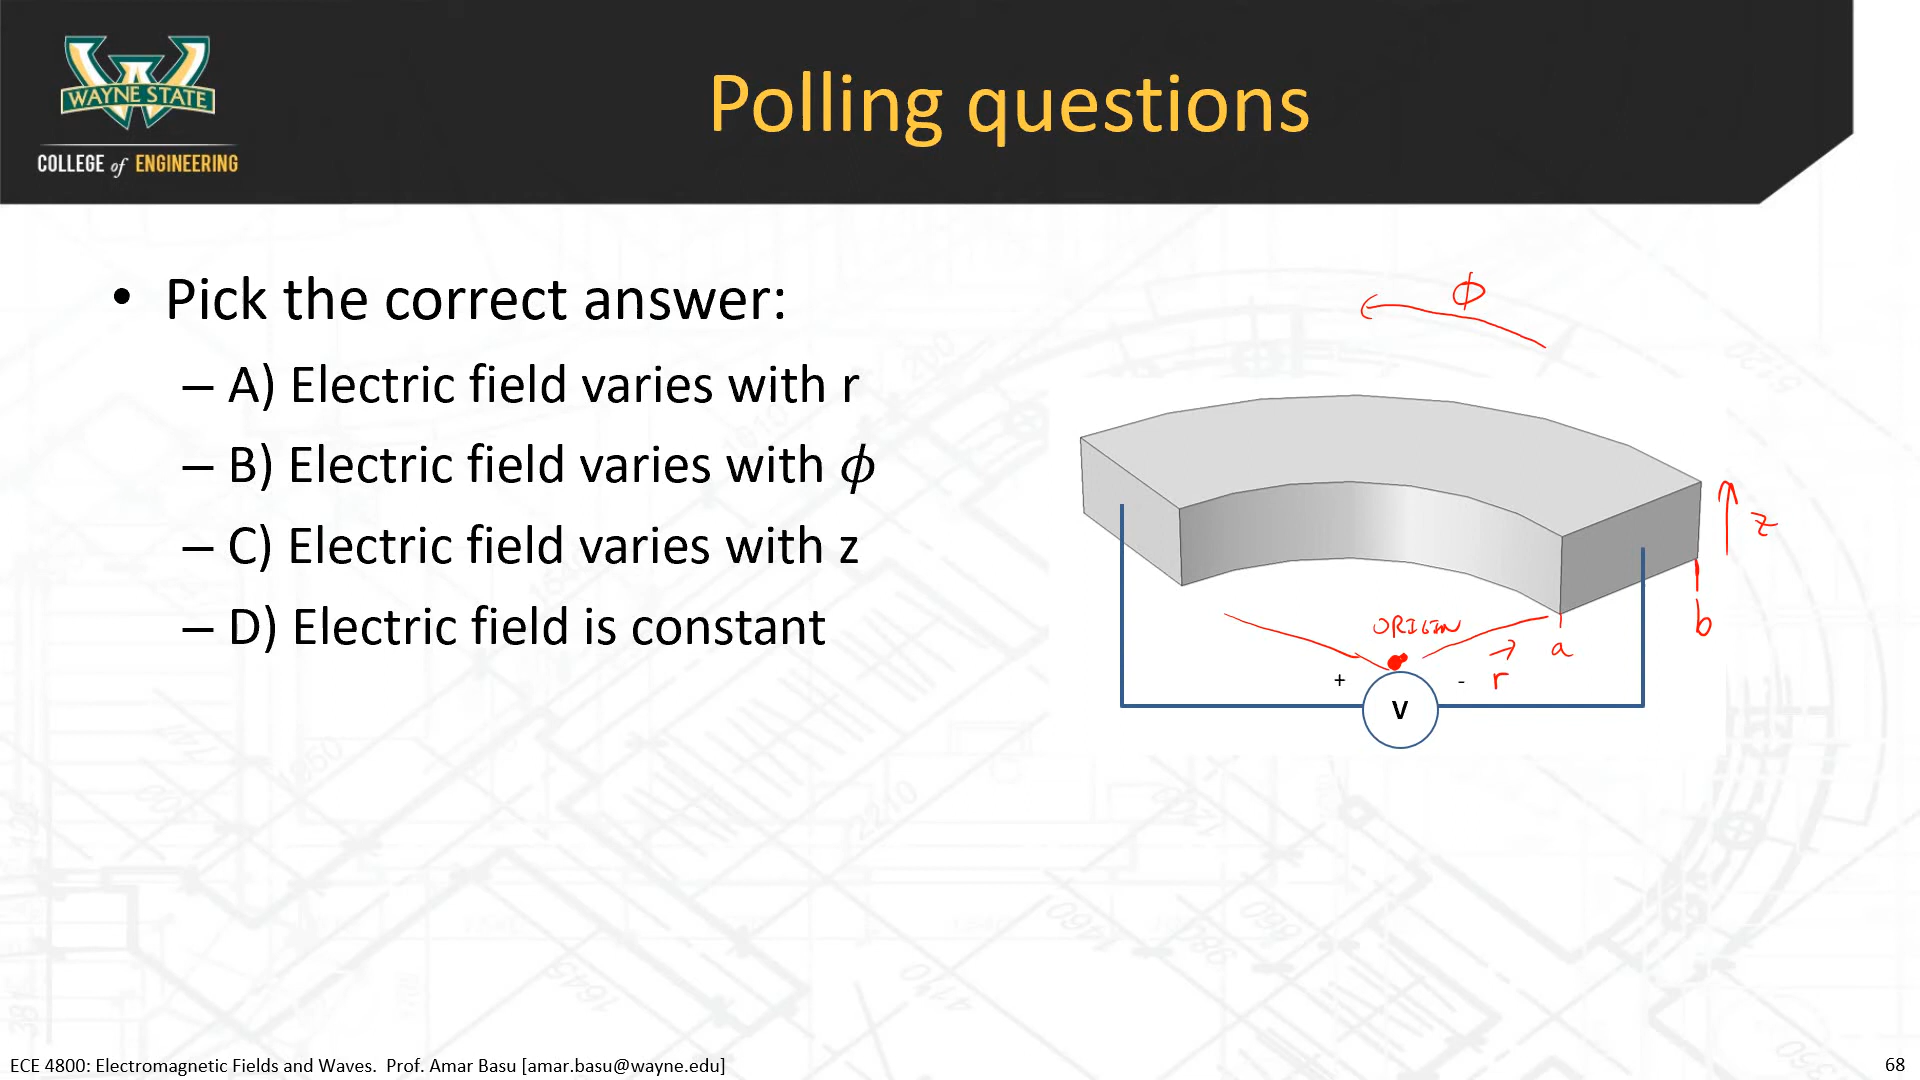 WAYNE STATE
COLLEGE of ENGINEERING
Polling questions
• Pick the correct answer:
– A) Electric field varies with r
– B) Electric field varies with ϕ
– C) Electric field varies with z
– D) Electric field is constant
ϕ
z
b
ORIGIN
a
r
+
-
V
ECE 4800: Electromagnetic Fields and Waves. Prof. Amar Basu [amar.basu@wayne.edu]
68